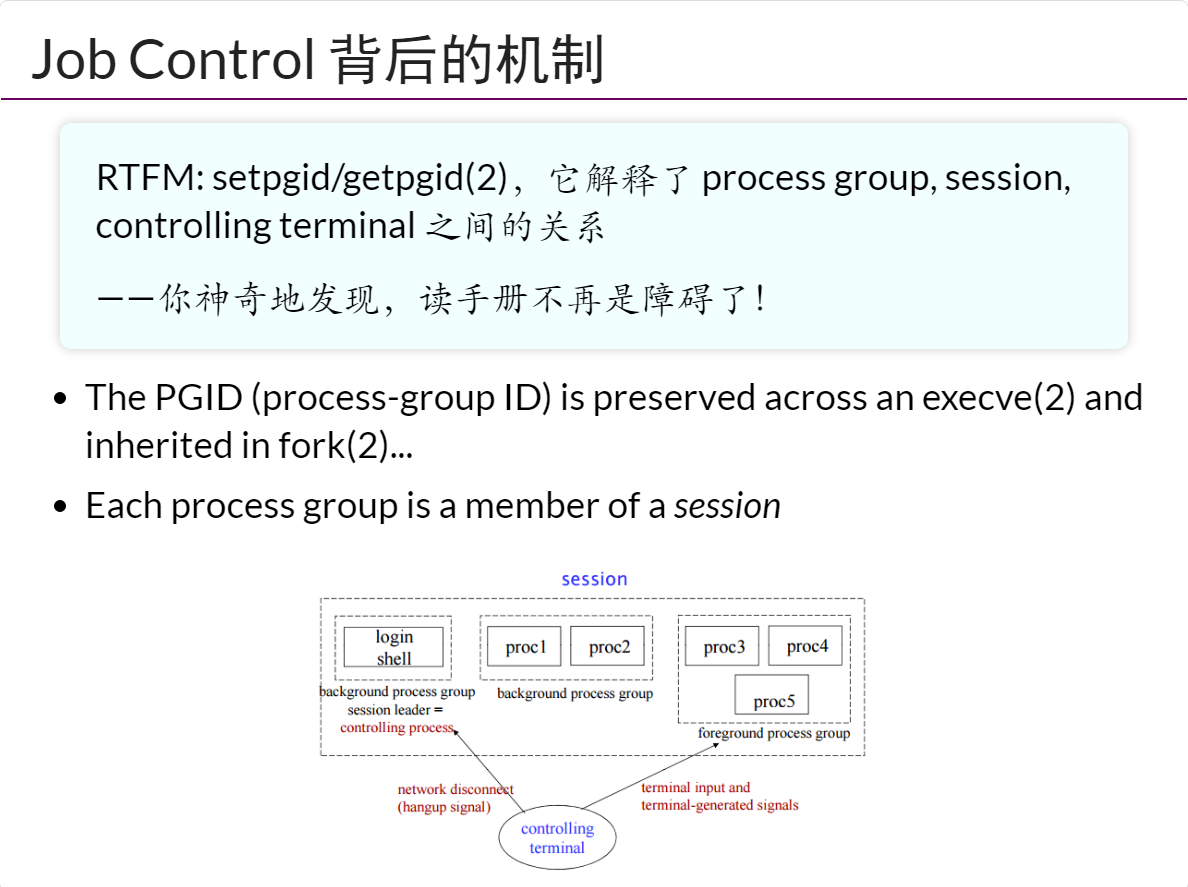 Job Control 背后的机制
RTFM: setpgid/getpgid(2)，它解释了 process group, session,
controlling terminal 之间的关系
——你神奇地发现，读手册不再是障碍了！
• The PGID (process-group ID) is preserved across an execve(2) and
inherited in fork(2)...
• Each process group is a member of a session
session
login
shell
background process group
session leader =
controlling process
proc1
proc2
background process group
proc3
proc4
proc5
foreground process group
network disconnect
(hangup signal)
terminal input and
terminal-generated signals
controlling
terminal